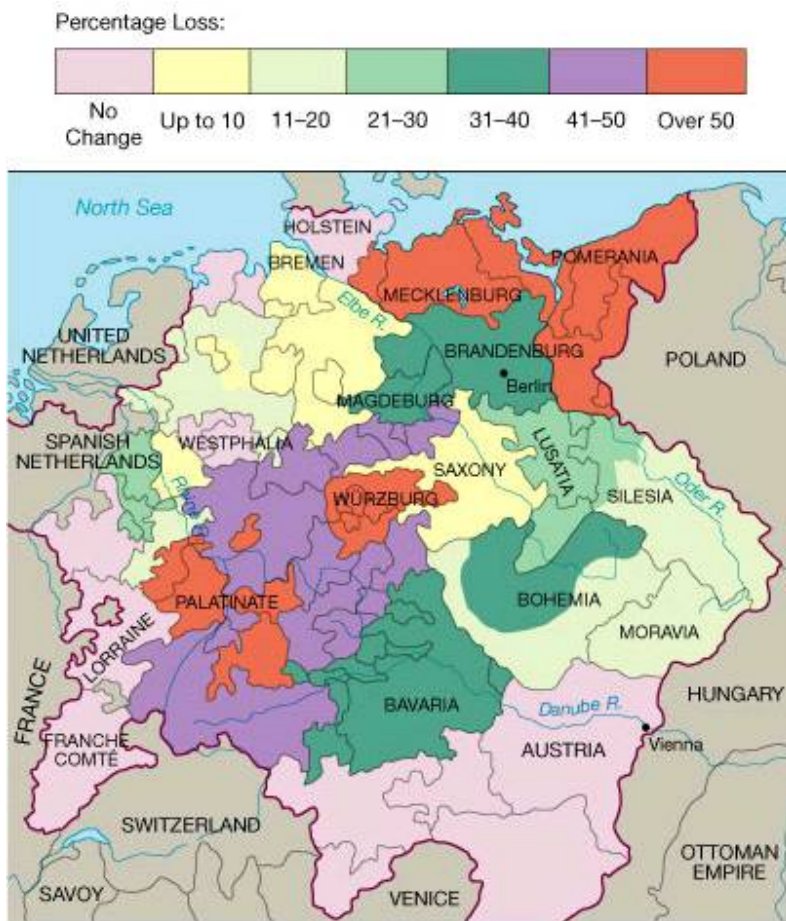 Percentage Loss:
No
Change
Up to 10
11–20
21–30
31–40
41–50
Over 50
North Sea
HOLSTEIN
BREMEN
POMERANIA
MECKLENBURG
Elbe R.
UNITED
NETHERLANDS
BRANDENBURG
POLAND
Berlin
MAGDEBURG
SPANISH
NETHERLANDS
WESTPHALIA
LUSATIA
SAXONY
Oder R.
Rhine R.
WÜRZBURG
SILESIA
PALATINATE
BOHEMIA
MORAVIA
LORRAINE
FRANCE
BAVARIA
HUNGARY
Danube R.
FRANCHE
COMTÉ
AUSTRIA
Vienna
SWITZERLAND
OTTOMAN
EMPIRE
SAVOY
VENICE